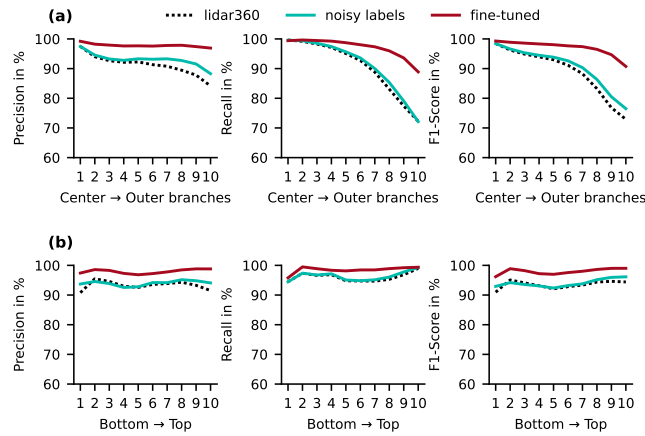 (a)
lidar360 noisy labels fine-tuned
Precision in %
100
90
80
70
60
1 2 3 4 5 6 7 8 9 10
Center → Outer branches
Recall in %
100
90
80
70
60
1 2 3 4 5 6 7 8 9 10
Center → Outer branches
F1-Score in %
100
90
80
70
60
1 2 3 4 5 6 7 8 9 10
Center → Outer branches
(b)
Precision in %
100
90
80
70
60
1 2 3 4 5 6 7 8 9 10
Bottom → Top
Recall in %
100
90
80
70
60
1 2 3 4 5 6 7 8 9 10
Bottom → Top
F1-Score in %
100
90
80
70
60
1 2 3 4 5 6 7 8 9 10
Bottom → Top